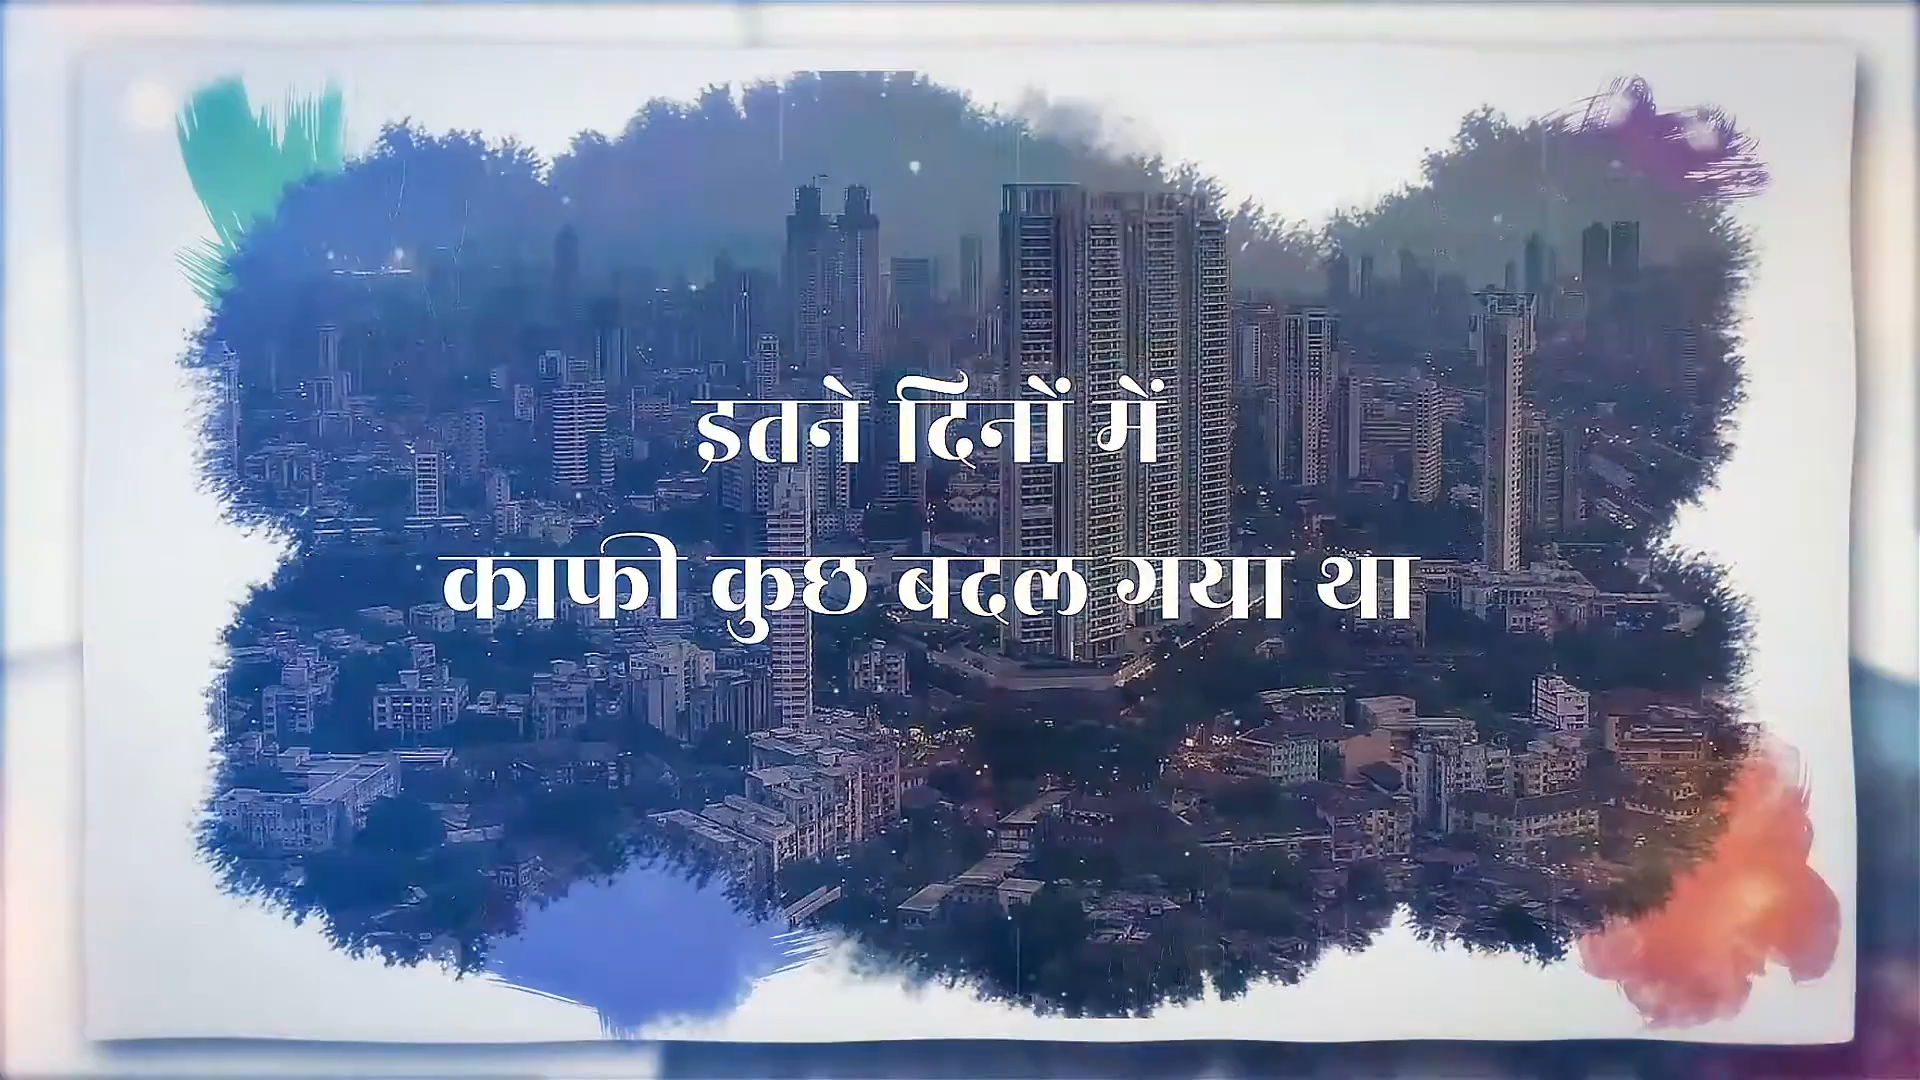 इतने दिनों में
काफी कुछ बदल गया था